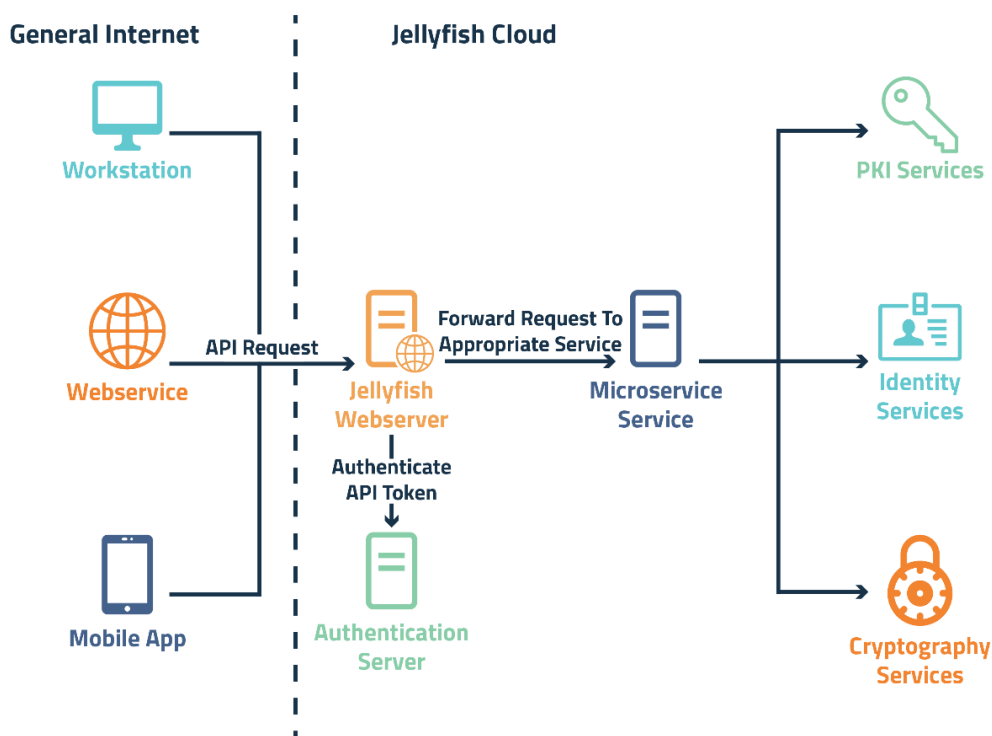 General Internet
Jellyfish Cloud
Workstation
PKI Services
API Request
Forward Request To
Appropriate Service
Webservice
Jellyfish
Webserver
Microservice
Service
Identity
Services
Authenticate
API Token
Mobile App
Authentication
Server
Cryptography
Services